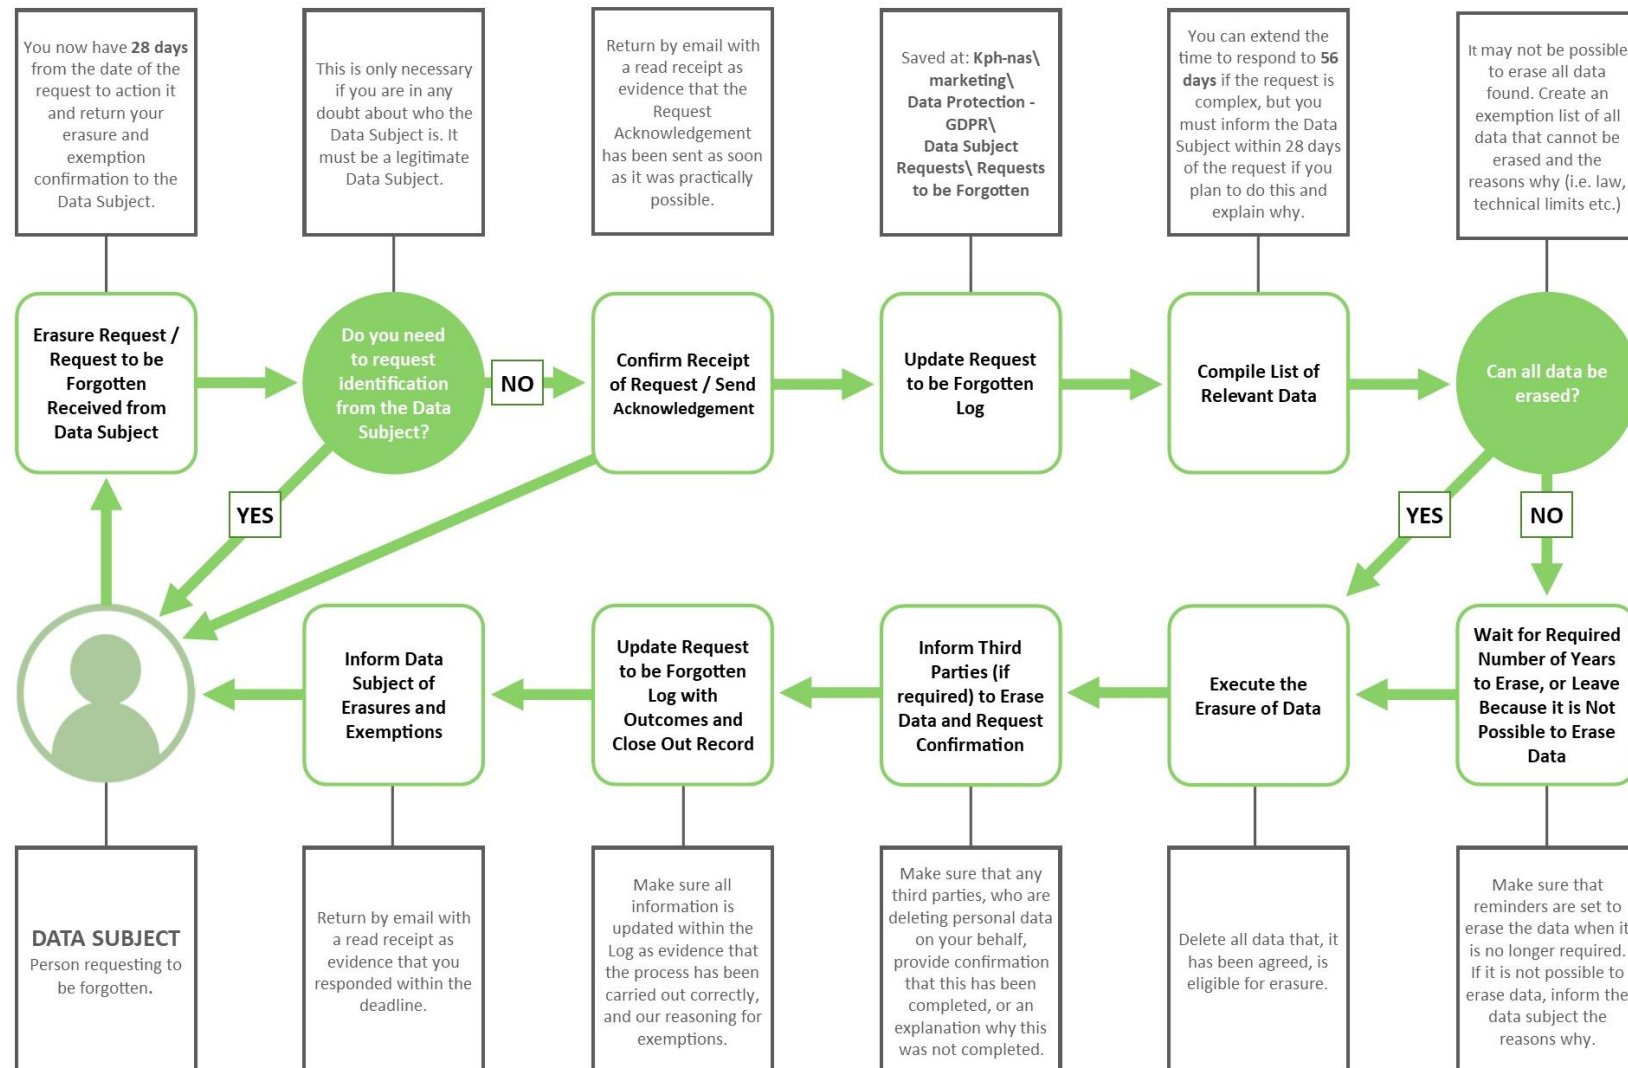 You now have 28 days
from the date of the
request to action it
and return your
erasure and
exemption
confirmation to the
Data Subject.
This is only necessary
if you are in any
doubt about who the
Data Subject is. It
must be a legitimate
Data Subject.
Return by email with
a read receipt as
evidence that the
Request
Acknowledgement
has been sent as soon
as it was practically
possible.
Saved at: Kph-nas\
marketing\
Data Protection -
GDPR\
Data Subject
Requests\ Requests
to be Forgotten
You can extend the
time to respond to 56
days if the request is
complex, but you
must inform the Data
Subject within 28 days
of the request if you
plan to do this and
explain why.
It may not be possible
to erase all data
found. Create an
exemption list of all
data that cannot be
erased and the
reasons why (i.e. law,
technical limits etc.)
Erasure Request /
Request to be
Forgotten
Received from
Data Subject
Do you need
to request
identification
from the Data
Subject?
NO
Confirm Receipt
of Request / Send
Acknowledgement
Update Request
to be Forgotten
Log
Compile List of
Relevant Data
Can all data be
erased?
YES
YES
NO
Inform Data
Subject of
Erasures and
Exemptions
Update Request
to be Forgotten
Log with
Outcomes and
Close Out Record
Inform Third
Parties (if
required) to Erase
Data and Request
Confirmation
Execute the
Erasure of Data
Wait for Required
Number of Years
to Erase, or Leave
Because it is Not
Possible to Erase
Data
DATA SUBJECT
Person requesting to
be forgotten.
Return by email with
a read receipt as
evidence that you
responded within the
deadline.
Make sure all
information is
updated within the
Log as evidence that
the process has been
carried out correctly,
and our reasoning for
exemptions.
Make sure that any
third parties, who are
deleting personal data
on your behalf,
provide confirmation
that this has been
completed, or an
explanation why this
was not completed.
Delete all data that, it
has been agreed, is
eligible for erasure.
Make sure that
reminders are set to
erase the data when it
is no longer required.
If it is not possible to
erase data, inform the
data subject the
reasons why.